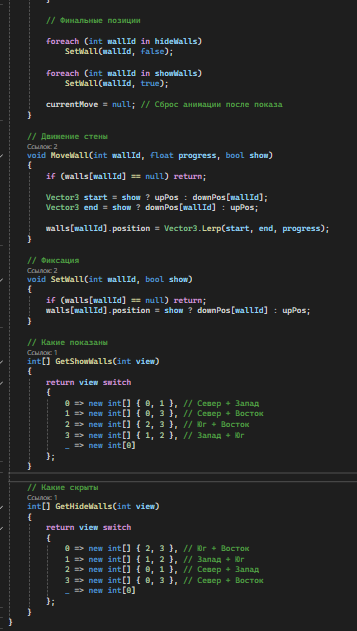 }
// Финальные позиции
foreach (int wallId in hideWalls)
SetWall(wallId, false);
foreach (int wallId in showWalls)
SetWall(wallId, true);
currentMove = null; // Сброс анимации после показа
}
// Движение стены
Ссылок: 2
void MoveWall(int wallId, float progress, bool show)
{
if (walls[wallId] == null) return;
Vector3 start = show ? upPos : downPos[wallId];
Vector3 end = show ? downPos[wallId] : upPos;
walls[wallId].position = Vector3.Lerp(start, end, progress);
}
// Фиксация
Ссылок: 2
void SetWall(int wallId, bool show)
{
if (walls[wallId] == null) return;
walls[wallId].position = show ? downPos[wallId] : upPos;
}
// Какие показаны
Ссылок: 1
int[] GetShowWalls(int view)
{
return view switch
{
0 => new int[] { 0, 1 }, // Север + Запад
1 => new int[] { 0, 3 }, // Север + Восток
2 => new int[] { 2, 3 }, // Юг + Восток
3 => new int[] { 1, 2 }, // Запад + Юг
_ => new int[0]
};
}
// Какие скрыты
Ссылок: 1
int[] GetHideWalls(int view)
{
return view switch
{
0 => new int[] { 2, 3 }, // Юг + Восток
1 => new int[] { 1, 2 }, // Запад + Юг
2 => new int[] { 0, 1 }, // Север + Запад
3 => new int[] { 0, 3 }, // Север + Восток
_ => new int[0]
};
}
}